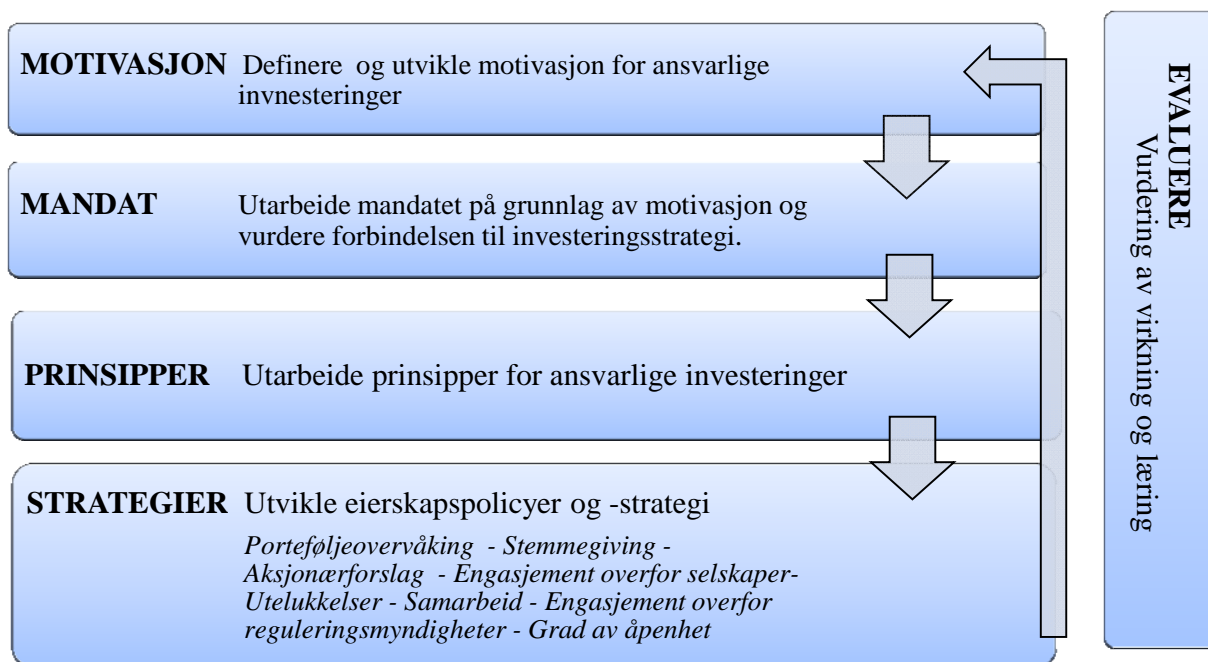 MOTIVASJON Definere og utvikle motivasjon for ansvarlige
invnesteringer
MANDAT Utarbeide mandatet på grunnlag av motivasjon og
vurdere forbindelsen til investeringsstrategi.
PRINSIPPER Utarbeide prinsipper for ansvarlige investeringer
STRATEGIER Utvikle eierskapspolicyer og -strategi
Porteføljeovervåking - Stemmegiving -
Aksjonærforslag - Engasjement overfor selskaper-
Utelukkelser - Samarbeid - Engasjement overfor
reguleringsmyndigheter - Grad av åpenhet
EVALUERE
Vurdering av virkning og læring